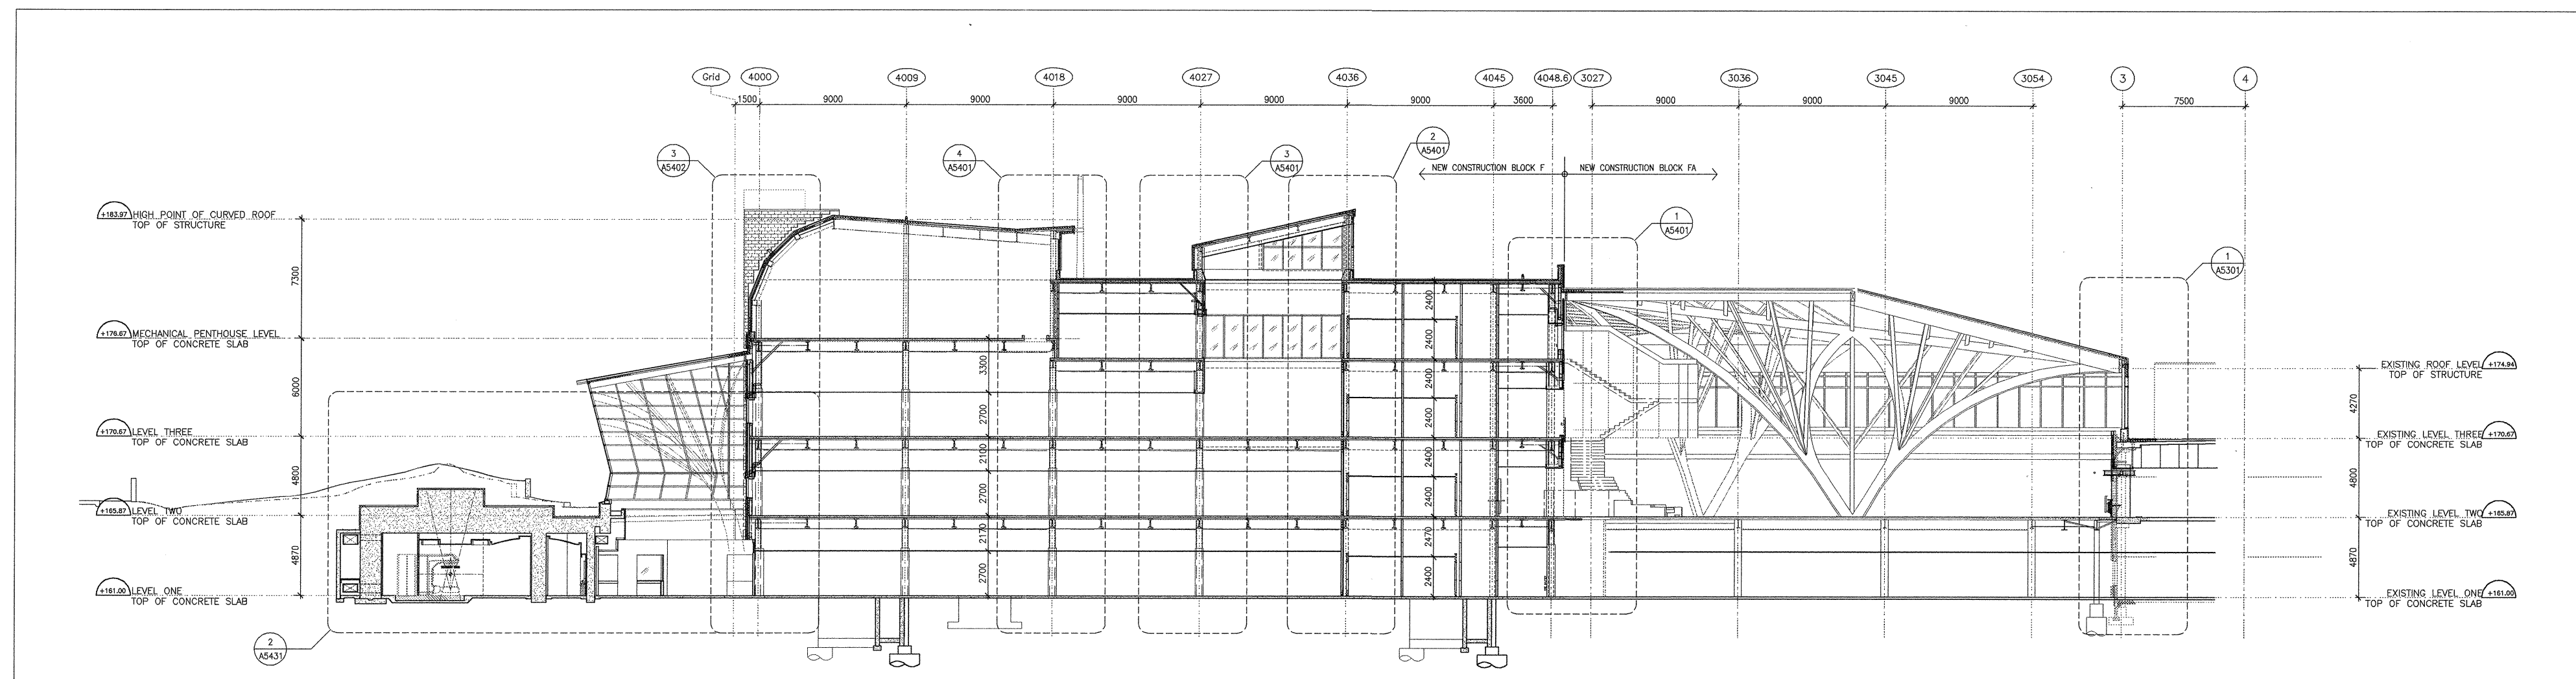 Grid 4000 4009 4018 4027 4036 4045 4048.6 3027 3036 3045 3054 3 4
1500 9000 9000 9000 9000 9000 3600 9000 9000 9000 7500
3
A5402
4
A5401
3
A5401
2
A5401
NEW CONSTRUCTION BLOCK F
NEW CONSTRUCTION BLOCK FA
1
A5401
1
A5301
2
A5431
+183.97 HIGH POINT OF CURVED ROOF
TOP OF STRUCTURE
7300
+176.67 MECHANICAL PENTHOUSE LEVEL
TOP OF CONCRETE SLAB
6000
+170.67 LEVEL THREE
TOP OF CONCRETE SLAB
4800
+165.87 LEVEL TWO
TOP OF CONCRETE SLAB
4870
+161.00 LEVEL ONE
TOP OF CONCRETE SLAB
3300
2700
2100
2700
2170
2700
2400
2400
2400
2400
2400
2400
2470
2400
EXISTING ROOF LEVEL +174.94
TOP OF STRUCTURE
4270
EXISTING LEVEL THREE +170.67
TOP OF CONCRETE SLAB
4800
EXISTING LEVEL TWO +165.87
TOP OF CONCRETE SLAB
4870
EXISTING LEVEL ONE +161.00
TOP OF CONCRETE SLAB